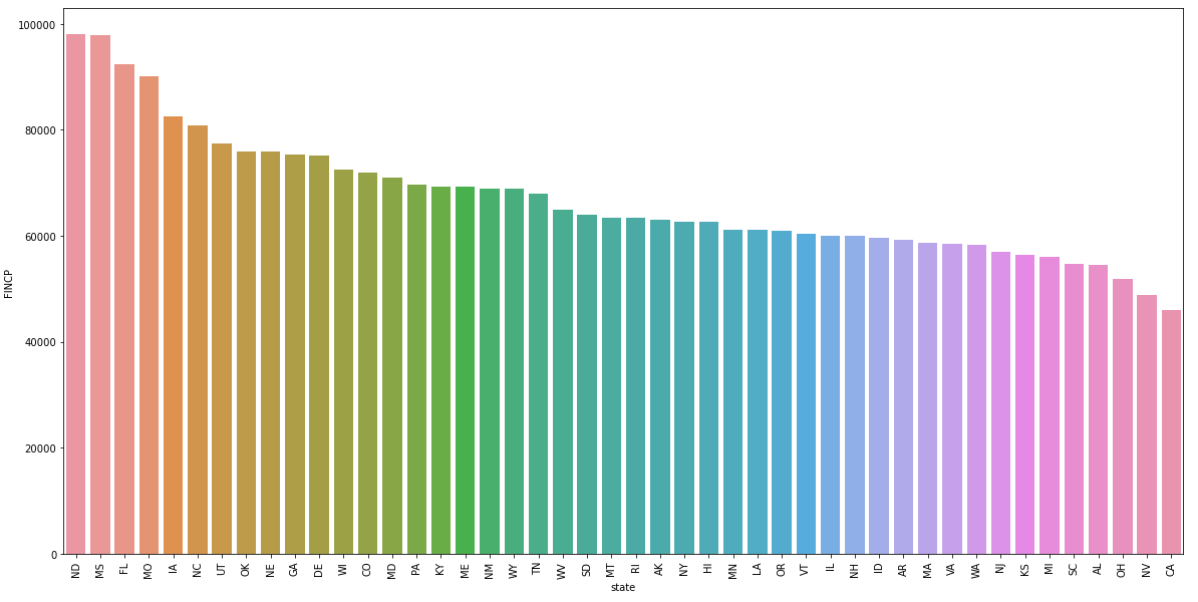 100000
80000
60000
40000
20000
0
FINCP
ND MS FL MO IA NC UT OK NE GA DE WI CO MD PA KY ME NM WY TN WV SD MT RI AK NY HI MN LA OR VT IL NH ID AR MA VA WA NJ KS MI SC AL OH NV CA
state